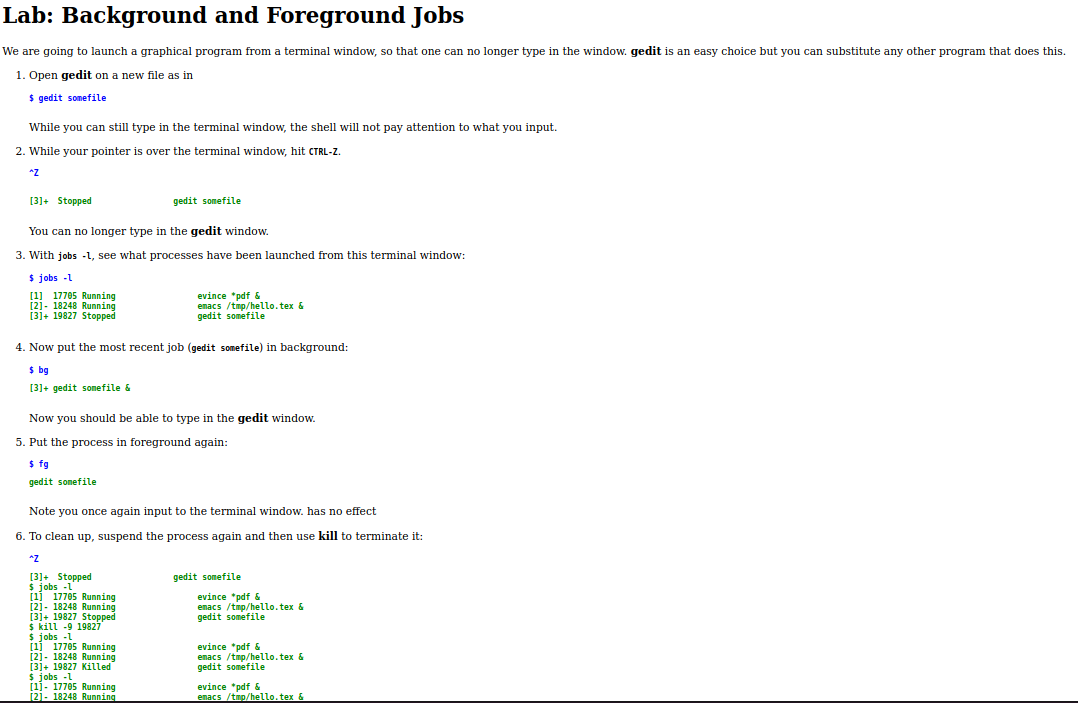 Lab: Background and Foreground Jobs
We are going to launch a graphical program from a terminal window, so that one can no longer type in the window. gedit is an easy choice but you can substitute any other program that does this.
1. Open gedit on a new file as in
$ gedit somefile
While you can still type in the terminal window, the shell will not pay attention to what you input.
2. While your pointer is over the terminal window, hit CTRL-Z.
^Z
[3]+  Stopped                 gedit somefile
You can no longer type in the gedit window.
3. With jobs -l, see what processes have been launched from this terminal window:
$ jobs -l
[1]  17705 Running                 evince *pdf &
[2]- 18248 Running                 emacs /tmp/hello.tex &
[3]+ 19827 Stopped                 gedit somefile
4. Now put the most recent job (gedit somefile) in background:
$ bg
[3]+ gedit somefile &
Now you should be able to type in the gedit window.
5. Put the process in foreground again:
$ fg
gedit somefile
Note you once again input to the terminal window. has no effect
6. To clean up, suspend the process again and then use kill to terminate it:
^Z
[3]+  Stopped                 gedit somefile
$ jobs -l
[1]  17705 Running                 evince *pdf &
[2]- 18248 Running                 emacs /tmp/hello.tex &
[3]+ 19827 Stopped                 gedit somefile
$ kill -9 19827
$ jobs -l
[1]  17705 Running                 evince *pdf &
[2]- 18248 Running                 emacs /tmp/hello.tex &
[3]+ 19827 Killed                  gedit somefile
$ jobs -l
[1]- 17705 Running                 evince *pdf &
[2]- 18248 Running                 emacs /tmp/hello.tex &